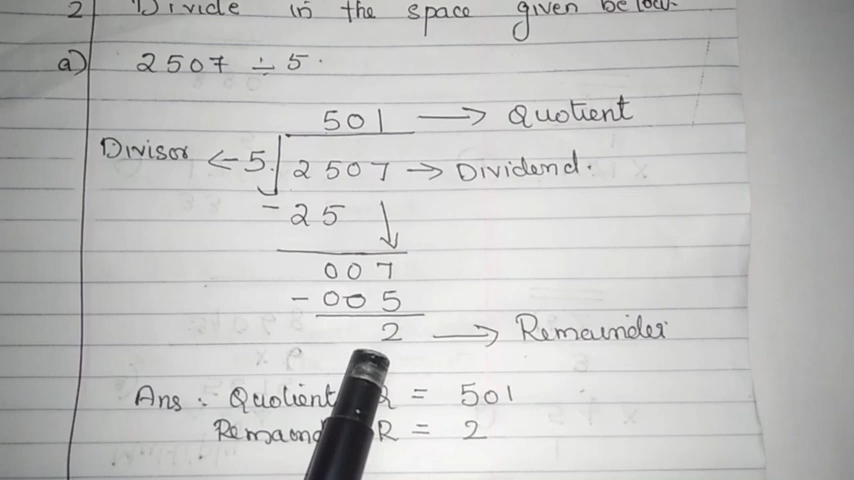 2 Divide in the space given below.
a) 2507 ÷ 5.
501 → Quotient
Divisor ← 5 2507 → Dividend.
- 25
007
- 005
2 → Remainder
Ans : Quotient = 501
R = 2